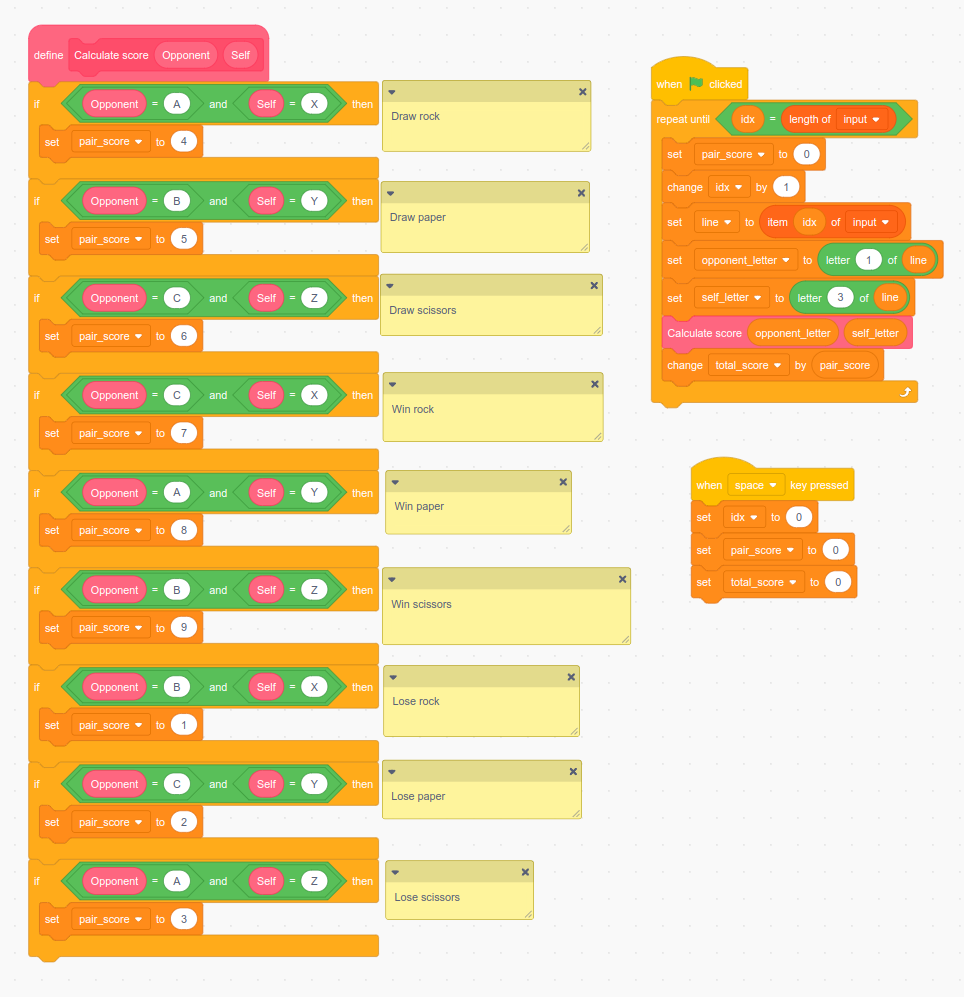 define Calculate score Opponent Self
if Opponent = A and Self = X then
set pair_score to 4
Draw rock
if Opponent = B and Self = Y then
set pair_score to 5
Draw paper
if Opponent = C and Self = Z then
set pair_score to 6
Draw scissors
if Opponent = C and Self = X then
set pair_score to 7
Win rock
if Opponent = A and Self = Y then
set pair_score to 8
Win paper
if Opponent = B and Self = Z then
set pair_score to 9
Win scissors
if Opponent = B and Self = X then
set pair_score to 1
Lose rock
if Opponent = C and Self = Y then
set pair_score to 2
Lose paper
if Opponent = A and Self = Z then
set pair_score to 3
Lose scissors
when clicked
repeat until idx = length of input
set pair_score to 0
change idx by 1
set line to item idx of input
set opponent_letter to letter 1 of line
set self_letter to letter 3 of line
Calculate score opponent_letter self_letter
change total_score by pair_score
when space key pressed
set idx to 0
set pair_score to 0
set total_score to 0